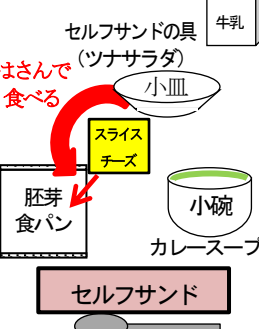 牛乳
セルフサンドの具
(ツナサラダ)
はさんで
食べる
小皿
スライス
チーズ
胚芽
食パン
小碗
カレースープ
セルフサンド